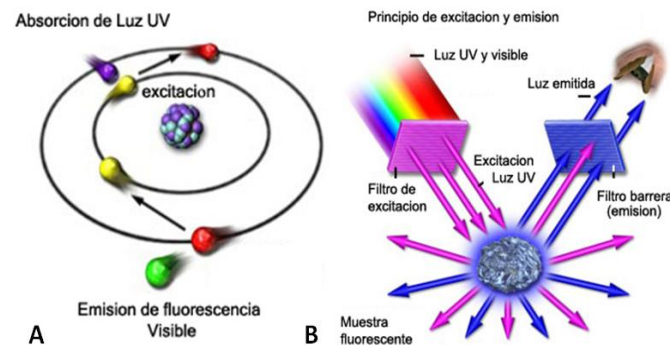 Absorcion de Luz UV
excitacion
Emision de fluorescencia
Visible
A
Principio de excitacion y emision
Luz UV y visible
Luz emitida
Excitacion
Luz UV
Filtro de
excitacion
Filtro barrera
(emision)
Muestra
fluorescente
B